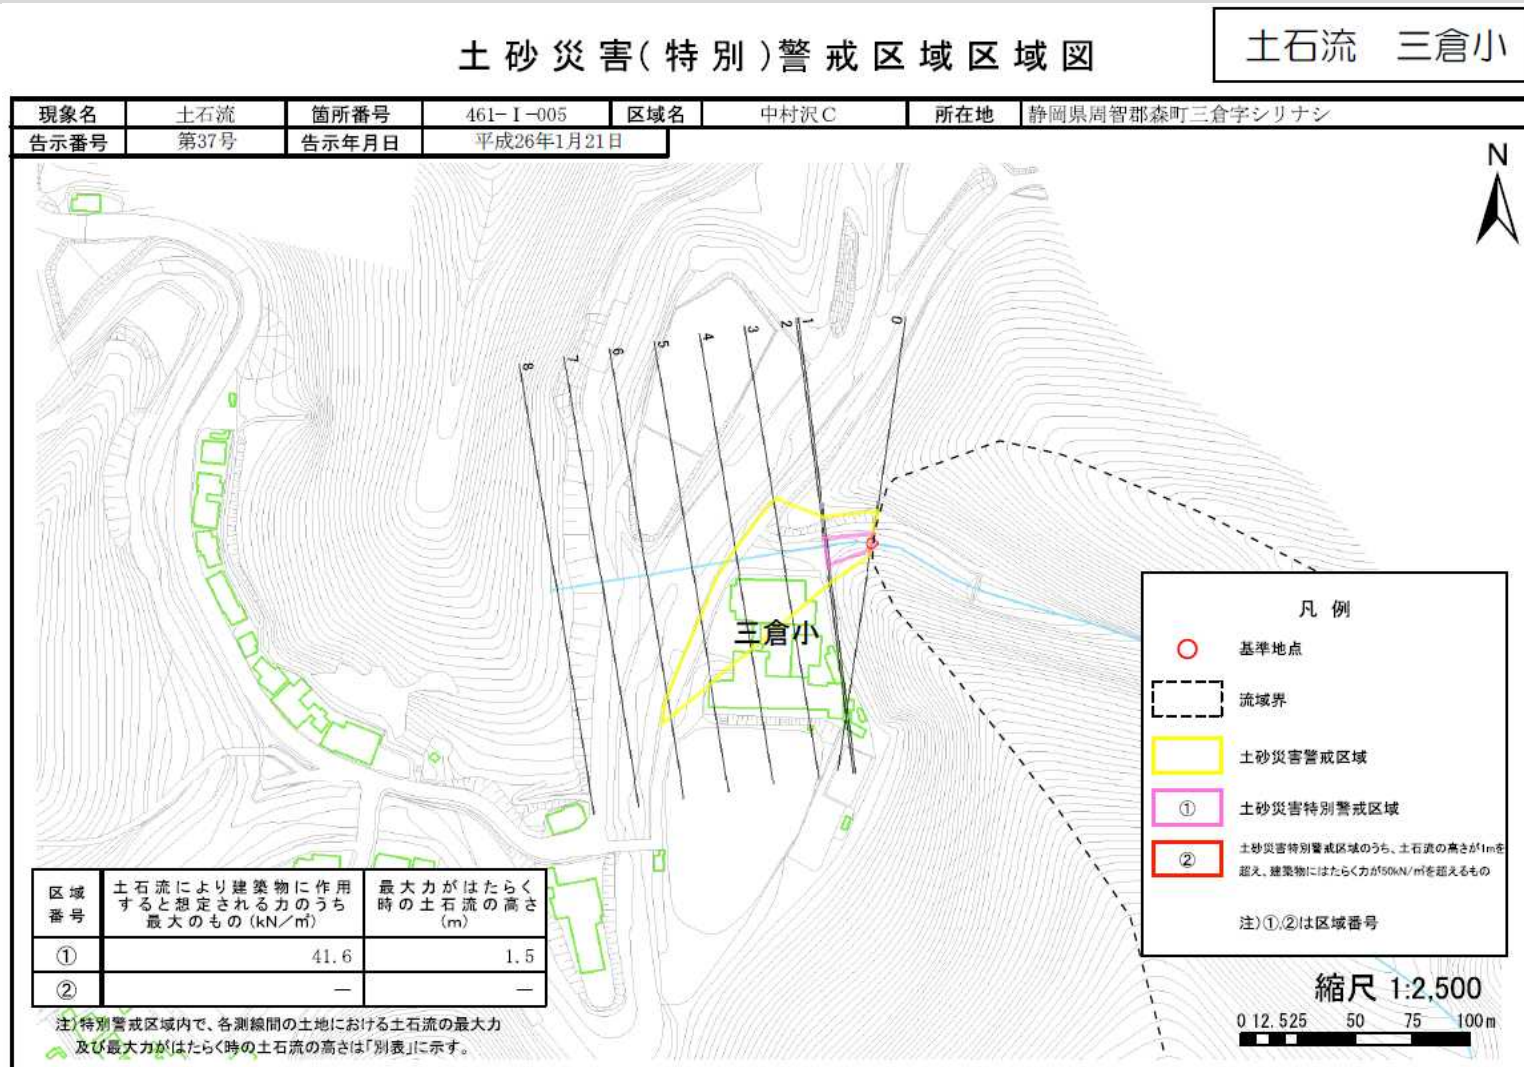 土石流 三倉小
土砂災害(特別)警戒区域区域図
現象名 土石流 箇所番号 461-Ⅰ-005 区域名 中村沢C 所在地 静岡県周智郡森町三倉字シリナシ
告示番号 第37号 告示年月日 平成26年1月21日
N
8 7 6 5 4 3 2 1 0
三倉小
凡 例
基準地点
流域界
土砂災害警戒区域
① 土砂災害特別警戒区域
② 土砂災害特別警戒区域のうち、土石流の高さが1mを
超え、建築物にはたらく力が50kN/㎡を超えるもの
注)①,②は区域番号
区域
番号
土石流により建築物に作用
すると想定される力のうち
最大のもの(kN/㎡)
最大力がはたらく
時の土石流の高さ
(m)
① 41.6 1.5
② — —
注)特別警戒区域内で、各測線間の土地における土石流の最大力
及び最大力がはたらく時の土石流の高さは「別表」に示す。
縮尺 1:2,500
0 12.525 50 75 100m